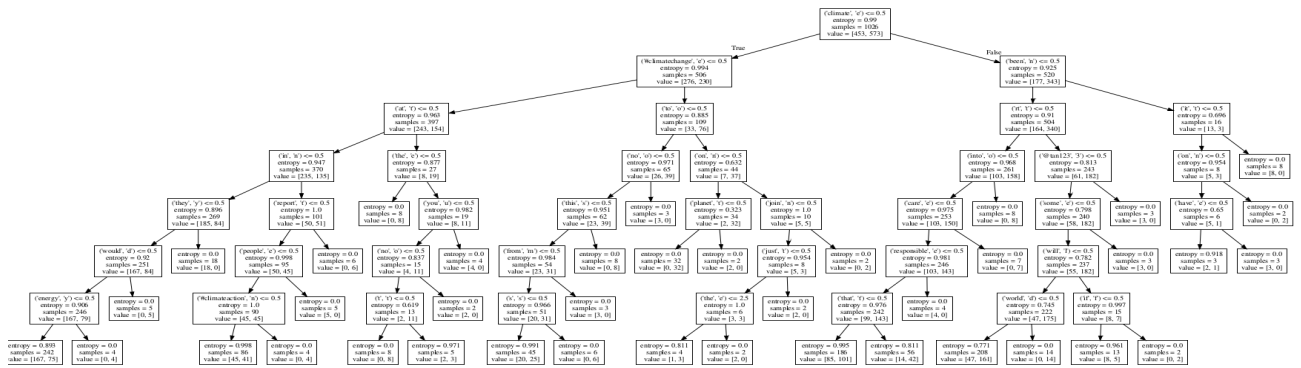 ('climate', 'e') <= 0.5
entropy = 0.99
samples = 1026
value = [453, 573]
True
False
('#climatechange', 'e') <= 0.5
entropy = 0.994
samples = 506
value = [276, 230]
('been', 'n') <= 0.5
entropy = 0.925
samples = 520
value = [177, 343]
('at', 't') <= 0.5
entropy = 0.963
samples = 397
value = [243, 154]
('to', 'o') <= 0.5
entropy = 0.885
samples = 109
value = [33, 76]
('rt', 't') <= 0.5
entropy = 0.91
samples = 504
value = [164, 340]
('it', 't') <= 0.5
entropy = 0.696
samples = 16
value = [13, 3]
('in', 'n') <= 0.5
entropy = 0.947
samples = 370
value = [235, 135]
('the', 'e') <= 0.5
entropy = 0.877
samples = 27
value = [8, 19]
('no', 'o') <= 0.5
entropy = 0.971
samples = 65
value = [26, 39]
('on', 'n') <= 0.5
entropy = 0.632
samples = 44
value = [7, 37]
('into', 'o') <= 0.5
entropy = 0.968
samples = 261
value = [103, 158]
('@tan123', '3') <= 0.5
entropy = 0.813
samples = 243
value = [61, 182]
('on', 'n') <= 0.5
entropy = 0.954
samples = 8
value = [5, 3]
entropy = 0.0
samples = 8
value = [8, 0]
('they', 'y') <= 0.5
entropy = 0.896
samples = 269
value = [185, 84]
('report', 't') <= 0.5
entropy = 1.0
samples = 101
value = [50, 51]
entropy = 0.0
samples = 8
value = [0, 8]
('you', 'u') <= 0.5
entropy = 0.982
samples = 19
value = [8, 11]
('this', 's') <= 0.5
entropy = 0.951
samples = 62
value = [23, 39]
entropy = 0.0
samples = 3
value = [3, 0]
('planet', 't') <= 0.5
entropy = 0.323
samples = 34
value = [2, 32]
('join', 'n') <= 0.5
entropy = 1.0
samples = 10
value = [5, 5]
('care', 'e') <= 0.5
entropy = 0.975
samples = 253
value = [103, 150]
entropy = 0.0
samples = 8
value = [0, 8]
('some', 'e') <= 0.5
entropy = 0.798
samples = 240
value = [58, 182]
entropy = 0.0
samples = 3
value = [3, 0]
('have', 'e') <= 0.5
entropy = 0.65
samples = 6
value = [5, 1]
entropy = 0.0
samples = 2
value = [0, 2]
('would', 'd') <= 0.5
entropy = 0.92
samples = 251
value = [167, 84]
entropy = 0.0
samples = 18
value = [18, 0]
('people', 'e') <= 0.5
entropy = 0.998
samples = 95
value = [50, 45]
entropy = 0.0
samples = 6
value = [0, 6]
('no', 'o') <= 0.5
entropy = 0.837
samples = 15
value = [4, 11]
entropy = 0.0
samples = 4
value = [4, 0]
('from', 'm') <= 0.5
entropy = 0.984
samples = 54
value = [23, 31]
entropy = 0.0
samples = 8
value = [0, 8]
entropy = 0.0
samples = 32
value = [0, 32]
entropy = 0.0
samples = 2
value = [2, 0]
('just', 't') <= 0.5
entropy = 0.954
samples = 8
value = [5, 3]
entropy = 0.0
samples = 2
value = [0, 2]
('responsible', 'e') <= 0.5
entropy = 0.981
samples = 246
value = [103, 143]
entropy = 0.0
samples = 7
value = [0, 7]
('will', 'l') <= 0.5
entropy = 0.782
samples = 237
value = [55, 182]
entropy = 0.0
samples = 3
value = [3, 0]
entropy = 0.918
samples = 3
value = [2, 1]
entropy = 0.0
samples = 3
value = [3, 0]
('energy', 'y') <= 0.5
entropy = 0.906
samples = 246
value = [167, 79]
entropy = 0.0
samples = 5
value = [0, 5]
('#climateaction', 'n') <= 0.5
entropy = 1.0
samples = 90
value = [45, 45]
entropy = 0.0
samples = 5
value = [5, 0]
entropy = 0.619
samples = 13
value = [2, 11]
entropy = 0.0
samples = 2
value = [2, 0]
('s', 's') <= 0.5
entropy = 0.966
samples = 51
value = [20, 31]
entropy = 0.0
samples = 3
value = [3, 0]
('the', 'e') <= 2.5
entropy = 1.0
samples = 6
value = [3, 3]
entropy = 0.0
samples = 2
value = [2, 0]
('that', 't') <= 0.5
entropy = 0.976
samples = 242
value = [99, 143]
entropy = 0.0
samples = 4
value = [4, 0]
('world', 'd') <= 0.5
entropy = 0.745
samples = 222
value = [47, 175]
('if', 'f') <= 0.5
entropy = 0.997
samples = 15
value = [8, 7]
entropy = 0.893
samples = 242
value = [167, 75]
entropy = 0.0
samples = 4
value = [0, 4]
entropy = 0.998
samples = 86
value = [45, 41]
entropy = 0.0
samples = 4
value = [0, 4]
entropy = 0.0
samples = 8
value = [0, 8]
entropy = 0.971
samples = 5
value = [2, 3]
entropy = 0.991
samples = 45
value = [20, 25]
entropy = 0.0
samples = 6
value = [0, 6]
entropy = 0.811
samples = 4
value = [1, 3]
entropy = 0.0
samples = 2
value = [2, 0]
entropy = 0.995
samples = 186
value = [85, 101]
entropy = 0.811
samples = 56
value = [14, 42]
entropy = 0.771
samples = 208
value = [47, 161]
entropy = 0.0
samples = 14
value = [0, 14]
entropy = 0.961
samples = 13
value = [8, 5]
entropy = 0.0
samples = 2
value = [0, 2]